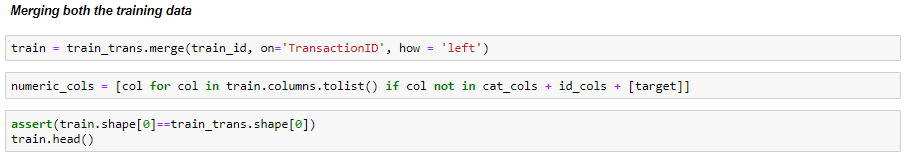 Merging both the training data
train = train_trans.merge(train_id, on='TransactionID', how = 'left')
numeric_cols = [col for col in train.columns.tolist() if col not in cat_cols + id_cols + [target]]
assert(train.shape[0]==train_trans.shape[0])
train.head()